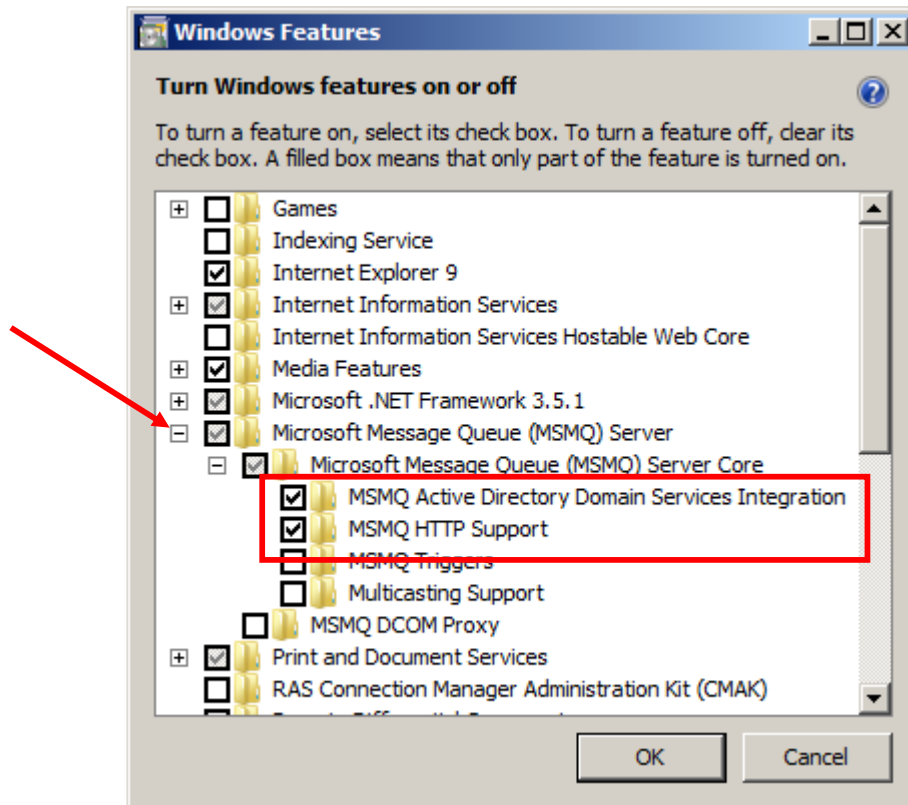 Windows Features
Turn Windows features on or off
To turn a feature on, select its check box. To turn a feature off, clear its
check box. A filled box means that only part of the feature is turned on.
Games
Indexing Service
Internet Explorer 9
Internet Information Services
Internet Information Services Hostable Web Core
Media Features
Microsoft .NET Framework 3.5.1
Microsoft Message Queue (MSMQ) Server
Microsoft Message Queue (MSMQ) Server Core
MSMQ Active Directory Domain Services Integration
MSMQ HTTP Support
MSMQ Triggers
Multicasting Support
MSMQ DCOM Proxy
Print and Document Services
RAS Connection Manager Administration Kit (CMAK)
OK Cancel